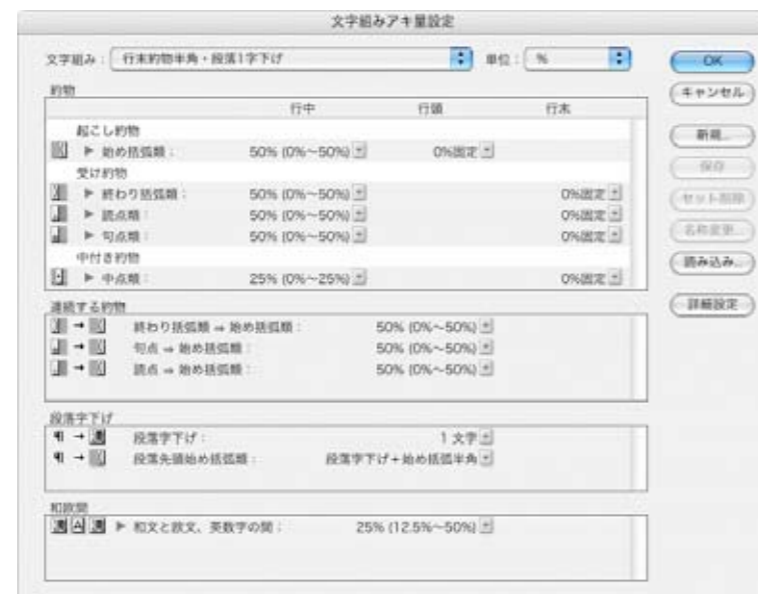 文字組みアキ量設定
文字組み： 行末約物半角・段落1字下げ 単位： %
OK
キャンセル
新規...
保存
セット削除
名称変更...
読み込み...
詳細設定
約物
行中 行頭 行末
起こし約物
始め括弧類： 50% (0%～50%) 0%固定
受け約物
終わり括弧類： 50% (0%～50%) 0%固定
読点類： 50% (0%～50%) 0%固定
句点類： 50% (0%～50%) 0%固定
中付き約物
中点類： 25% (0%～25%) 0%固定
連続する約物
終わり括弧類 ⇒ 始め括弧類： 50% (0%～50%)
句点 ⇒ 始め括弧類： 50% (0%～50%)
読点 ⇒ 始め括弧類： 50% (0%～50%)
段落字下げ
¶ → 段落字下げ： 1 文字
¶ → 段落先頭始め括弧類： 段落字下げ+始め括弧半角
和欧間
和文と欧文、英数字の間： 25% (12.5%～50%)